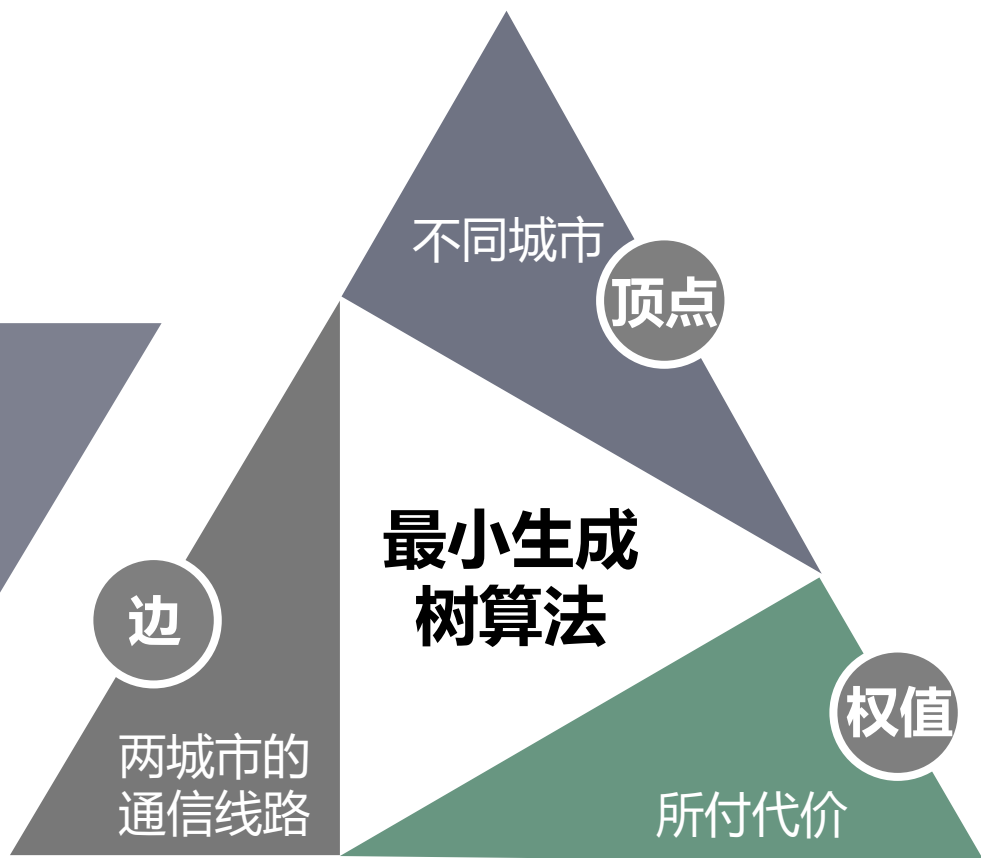 不同城市
顶点
最小生成
树算法
边
两城市的
通信线路
权值
所付代价